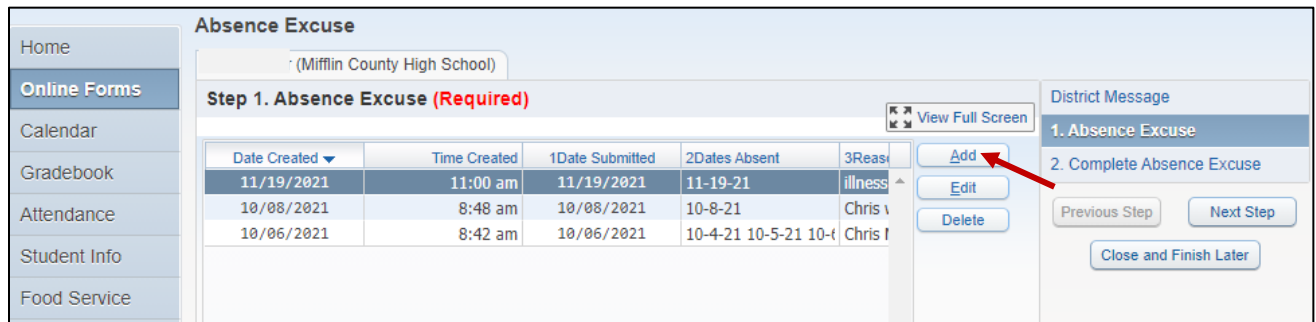 Absence Excuse
Home
Online Forms
Calendar
Gradebook
Attendance
Student Info
Food Service
(Mifflin County High School)
Step 1. Absence Excuse (Required)
View Full Screen
Date Created Time Created 1Date Submitted 2Dates Absent
11/19/2021 11:00 am 11/19/2021 11-19-21 illness
10/08/2021 8:48 am 10/08/2021 10-8-21 Chris
10/06/2021 8:42 am 10/06/2021 10-4-21 10-5-21 Chris
Add
Edit
Delete
District Message
1. Absence Excuse
2. Complete Absence Excuse
Previous Step Next Step
Close and Finish Later